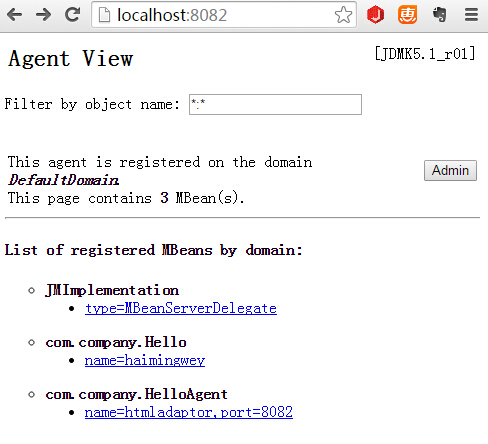 localhost:8082
Agent View
[JDMK5.1_r01]
Filter by object name: *:*
This agent is registered on the domain
DefaultDomain.
This page contains 3 MBean(s).
Admin
List of registered MBeans by domain:
JMImplementation
type=MBeanServerDelegate
com.company.Hello
name=haimingwey
com.company.HelloAgent
name=htmladaptor,port=8082